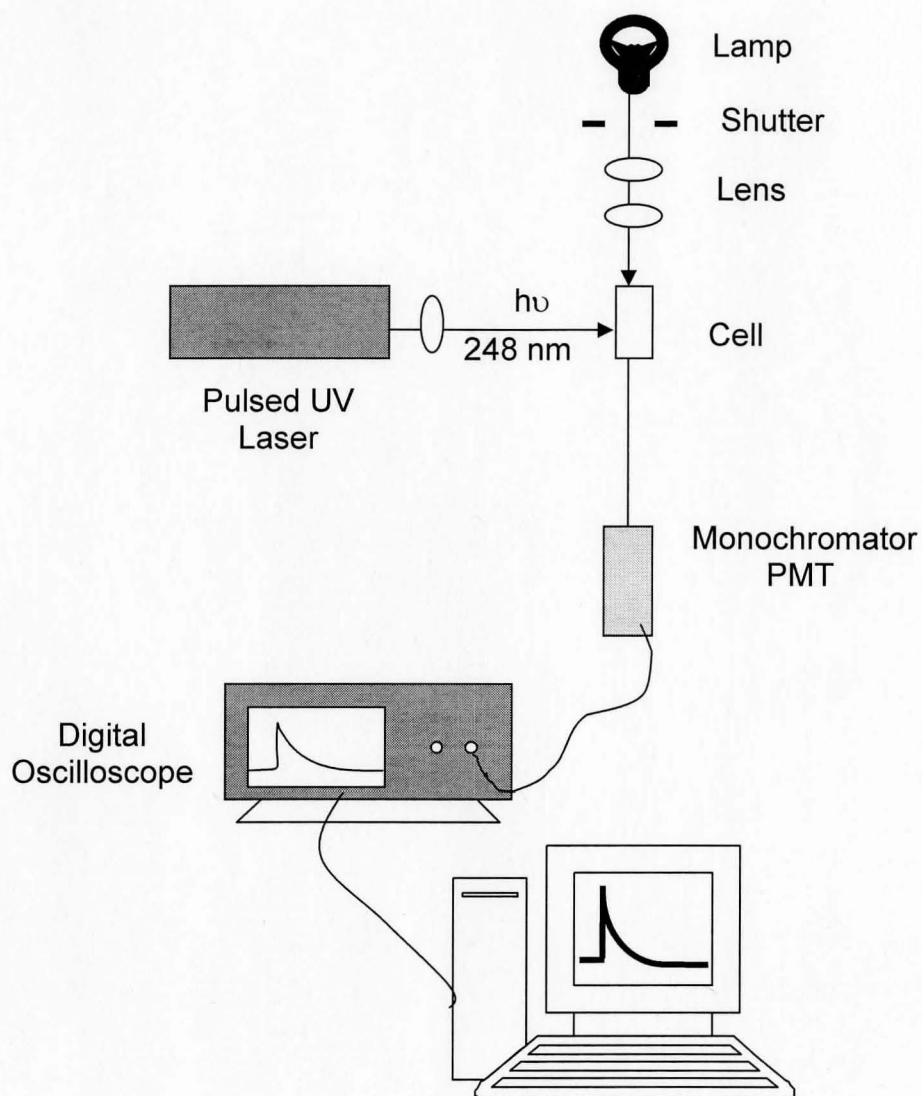 Lamp
Shutter
Lens
hυ
248 nm
Cell
Pulsed UV
Laser
Monochromator
PMT
Digital
Oscilloscope